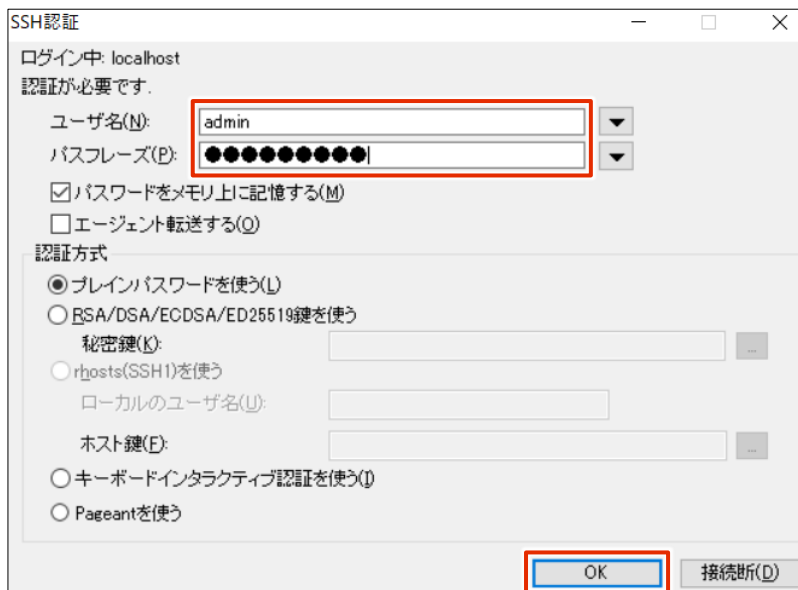 SSH認証
ログイン中: localhost
認証が必要です.
ユーザ名(N): admin
パスフレーズ(P): ●●●●●●●●●
パスワードをメモリ上に記憶する(M)
エージェント転送する(O)
認証方式
プレインパスワードを使う(L)
RSA/DSA/ECDSA/ED25519鍵を使う
秘密鍵(K): ...
rhosts(SSH1)を使う
ローカルのユーザ名(U):
ホスト鍵(F): ...
キーボードインタラクティブ認証を使う(I)
Pageantを使う
OK 接続断(D)